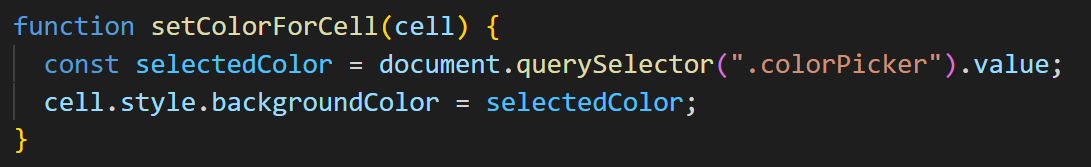 function setColorForCell(cell) {
  const selectedColor = document.querySelector(".colorPicker").value;
  cell.style.backgroundColor = selectedColor;
}